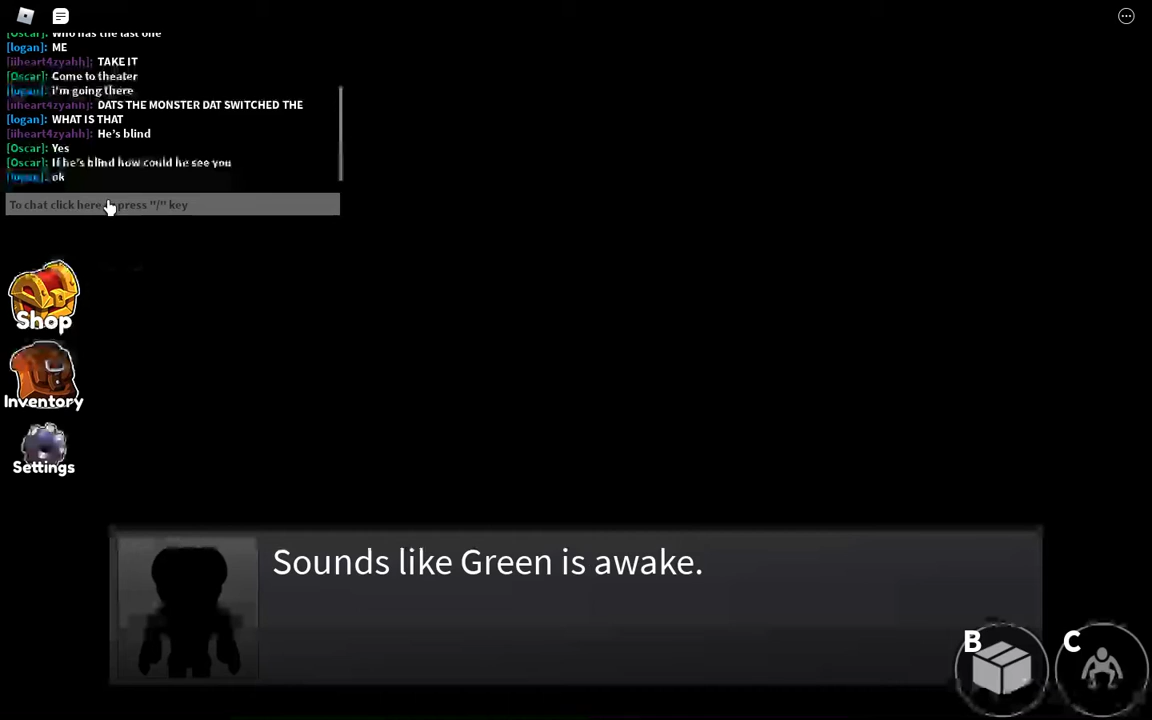 [Oscar]: Who has the last one
[logan]: ME
[iiheart4zyahh]: TAKE IT
[Oscar]: Come to theater
[logan]: i'm going there
[iiheart4zyahh]: DATS THE MONSTER DAT SWITCHED THE
[logan]: WHAT IS THAT
[iiheart4zyahh]: He's blind
[Oscar]: Yes
[Oscar]: If he's blind how could he see you
[logan]: ok
To chat click here press "/" key
Shop
Inventory
Settings
Sounds like Green is awake.
B
C